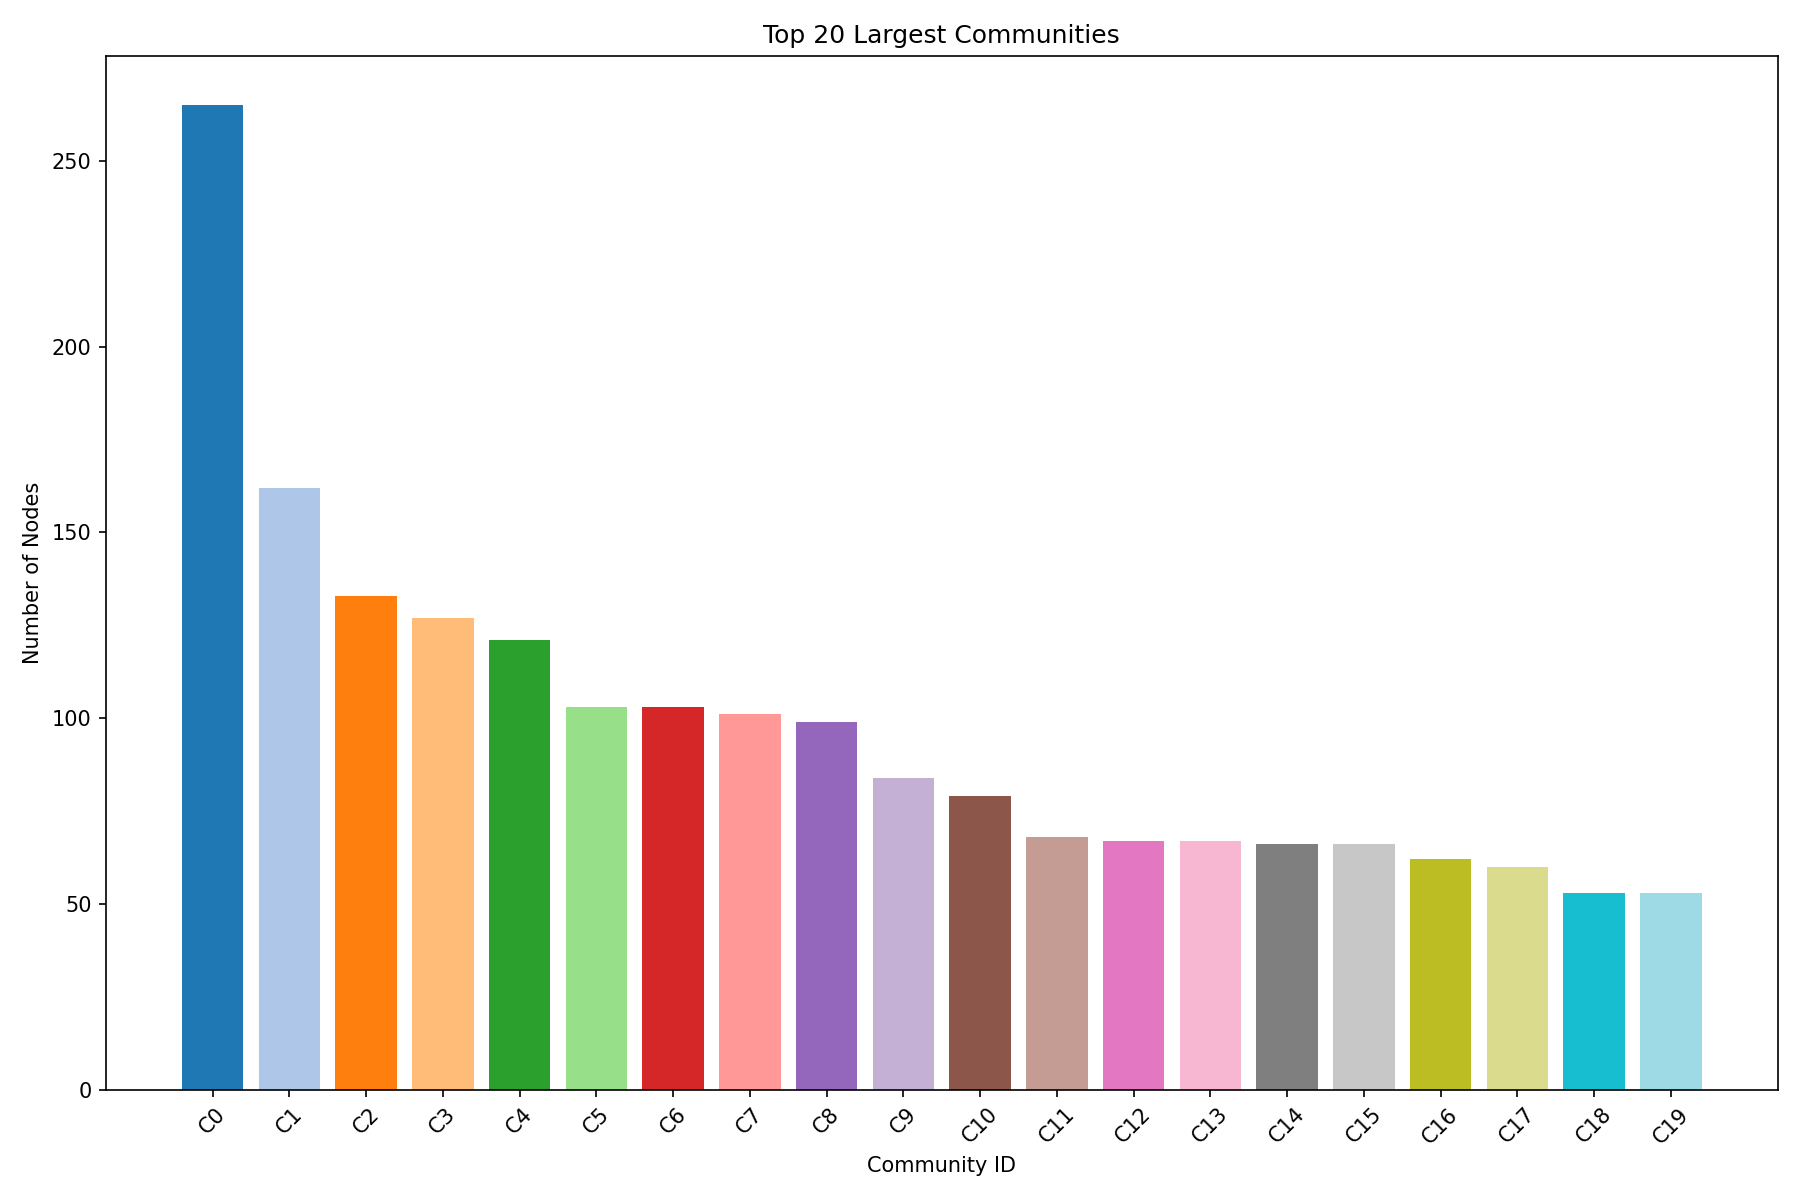 Top 20 Largest Communities
Number of Nodes
250
200
150
100
50
0
C0 C1 C2 C3 C4 C5 C6 C7 C8 C9 C10 C11 C12 C13 C14 C15 C16 C17 C18 C19
Community ID